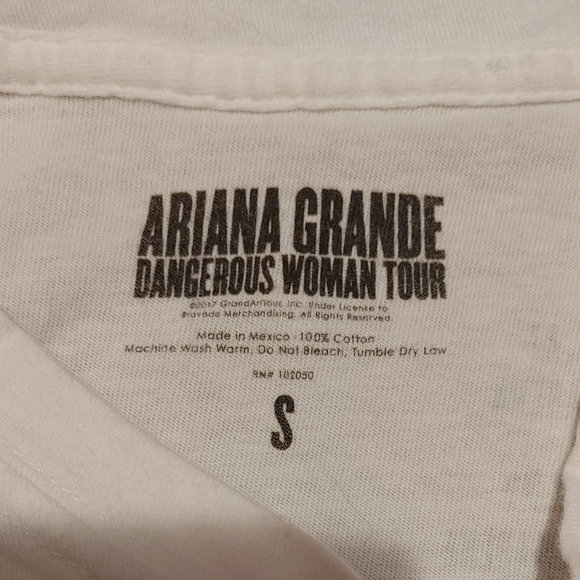 ARIANA GRANDE
DANGEROUS WOMAN TOUR
©2017 GrandAriTour, Inc. Under License to
Bravado Merchandising. All Rights Reserved.
Made in Mexico - 100% Cotton
Machine Wash Warm, Do Not Bleach, Tumble Dry Low
RN# 102050
S